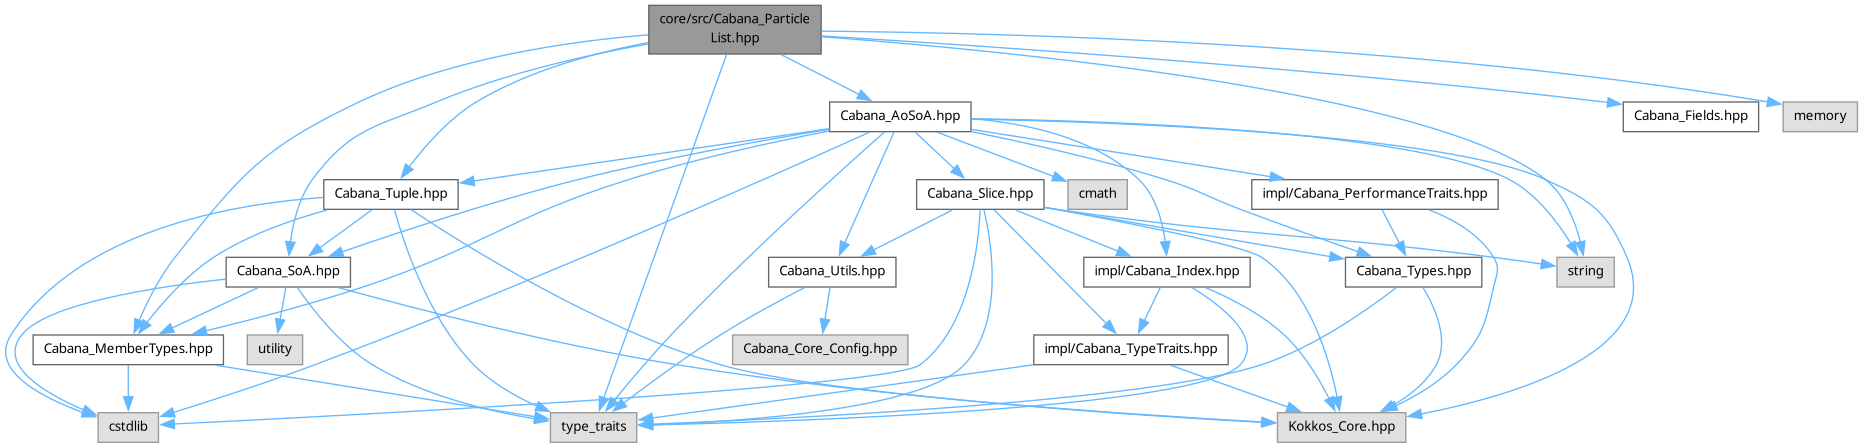 core/src/Cabana_Particle
List.hpp
Cabana_AoSoA.hpp
Cabana_Fields.hpp
memory
Cabana_Tuple.hpp
Cabana_Slice.hpp
cmath
impl/Cabana_PerformanceTraits.hpp
Cabana_SoA.hpp
Cabana_Utils.hpp
impl/Cabana_Index.hpp
Cabana_Types.hpp
string
Cabana_MemberTypes.hpp
utility
Cabana_Core_Config.hpp
impl/Cabana_TypeTraits.hpp
cstdlib
type_traits
Kokkos_Core.hpp